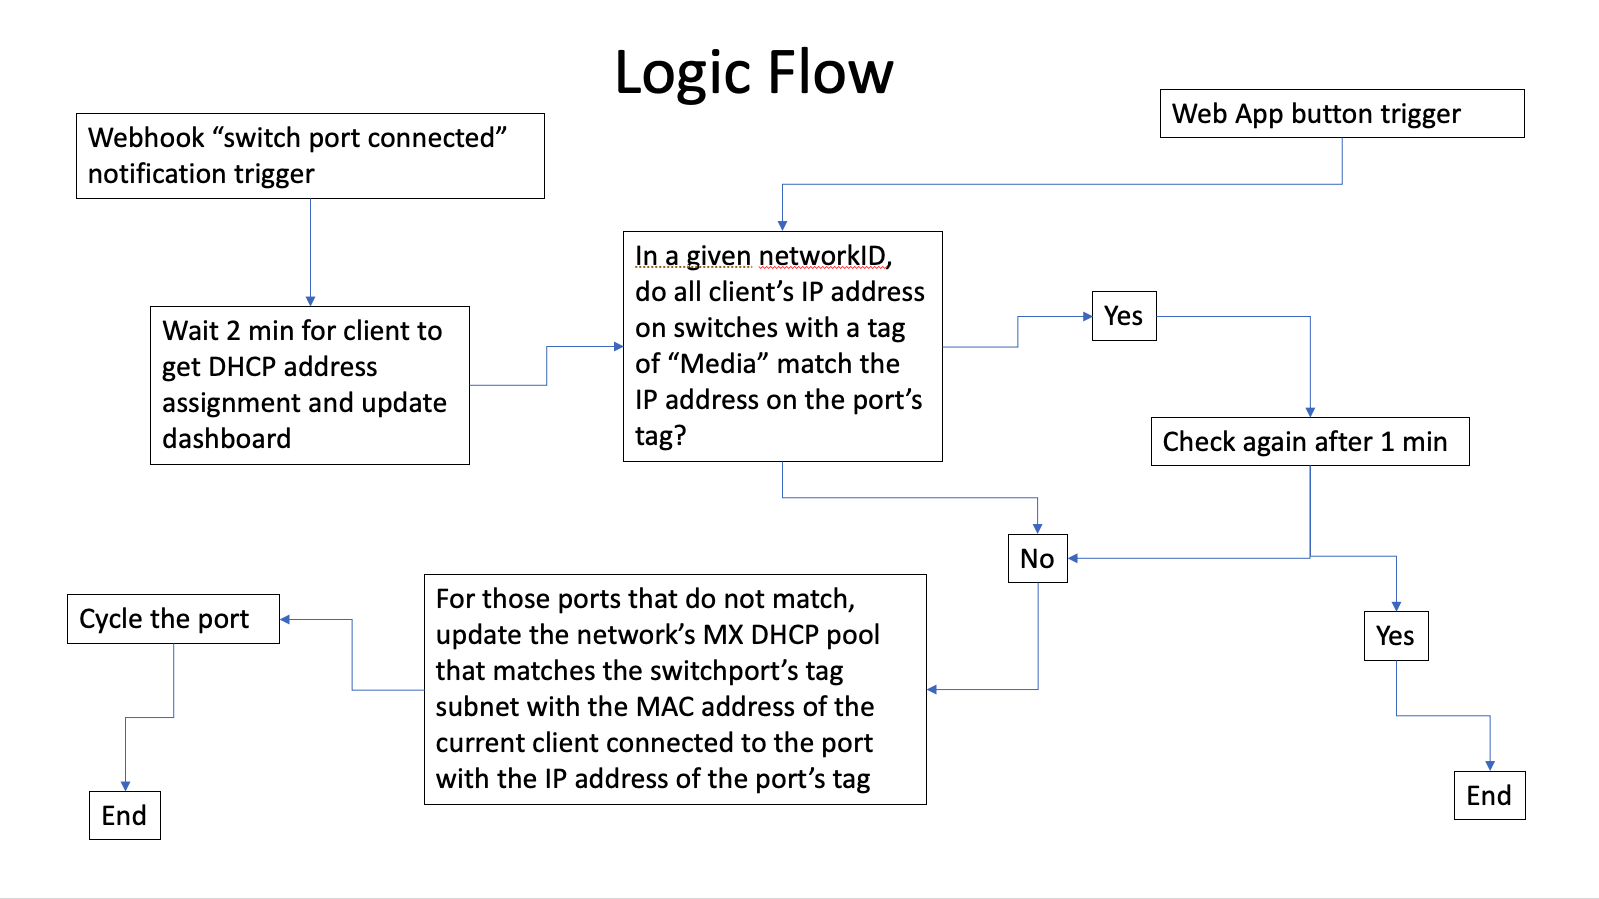 Logic Flow
Webhook “switch port connected”
notification trigger
Web App button trigger
Wait 2 min for client to
get DHCP address
assignment and update
dashboard
In a given networkID,
do all client’s IP address
on switches with a tag
of “Media” match the
IP address on the port’s
tag?
Yes
Check again after 1 min
No
Yes
End
For those ports that do not match,
update the network’s MX DHCP pool
that matches the switchport’s tag
subnet with the MAC address of the
current client connected to the port
with the IP address of the port’s tag
Cycle the port
End